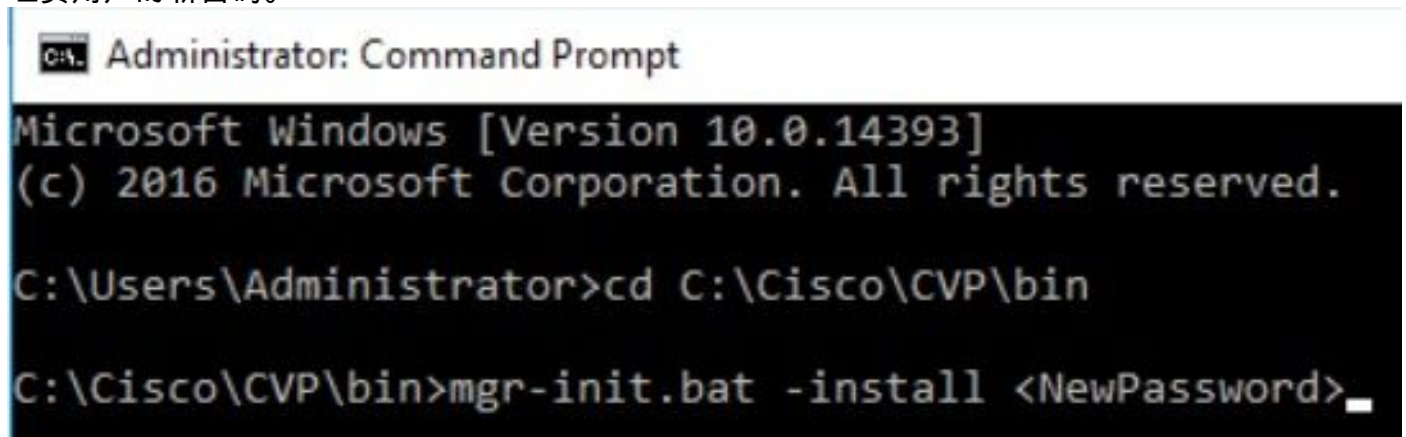 Administrator: Command Prompt
Microsoft Windows [Version 10.0.14393]
(c) 2016 Microsoft Corporation. All rights reserved.
C:\Users\Administrator>cd C:\Cisco\CVP\bin
C:\Cisco\CVP\bin>mgr-init.bat -install <NewPassword>